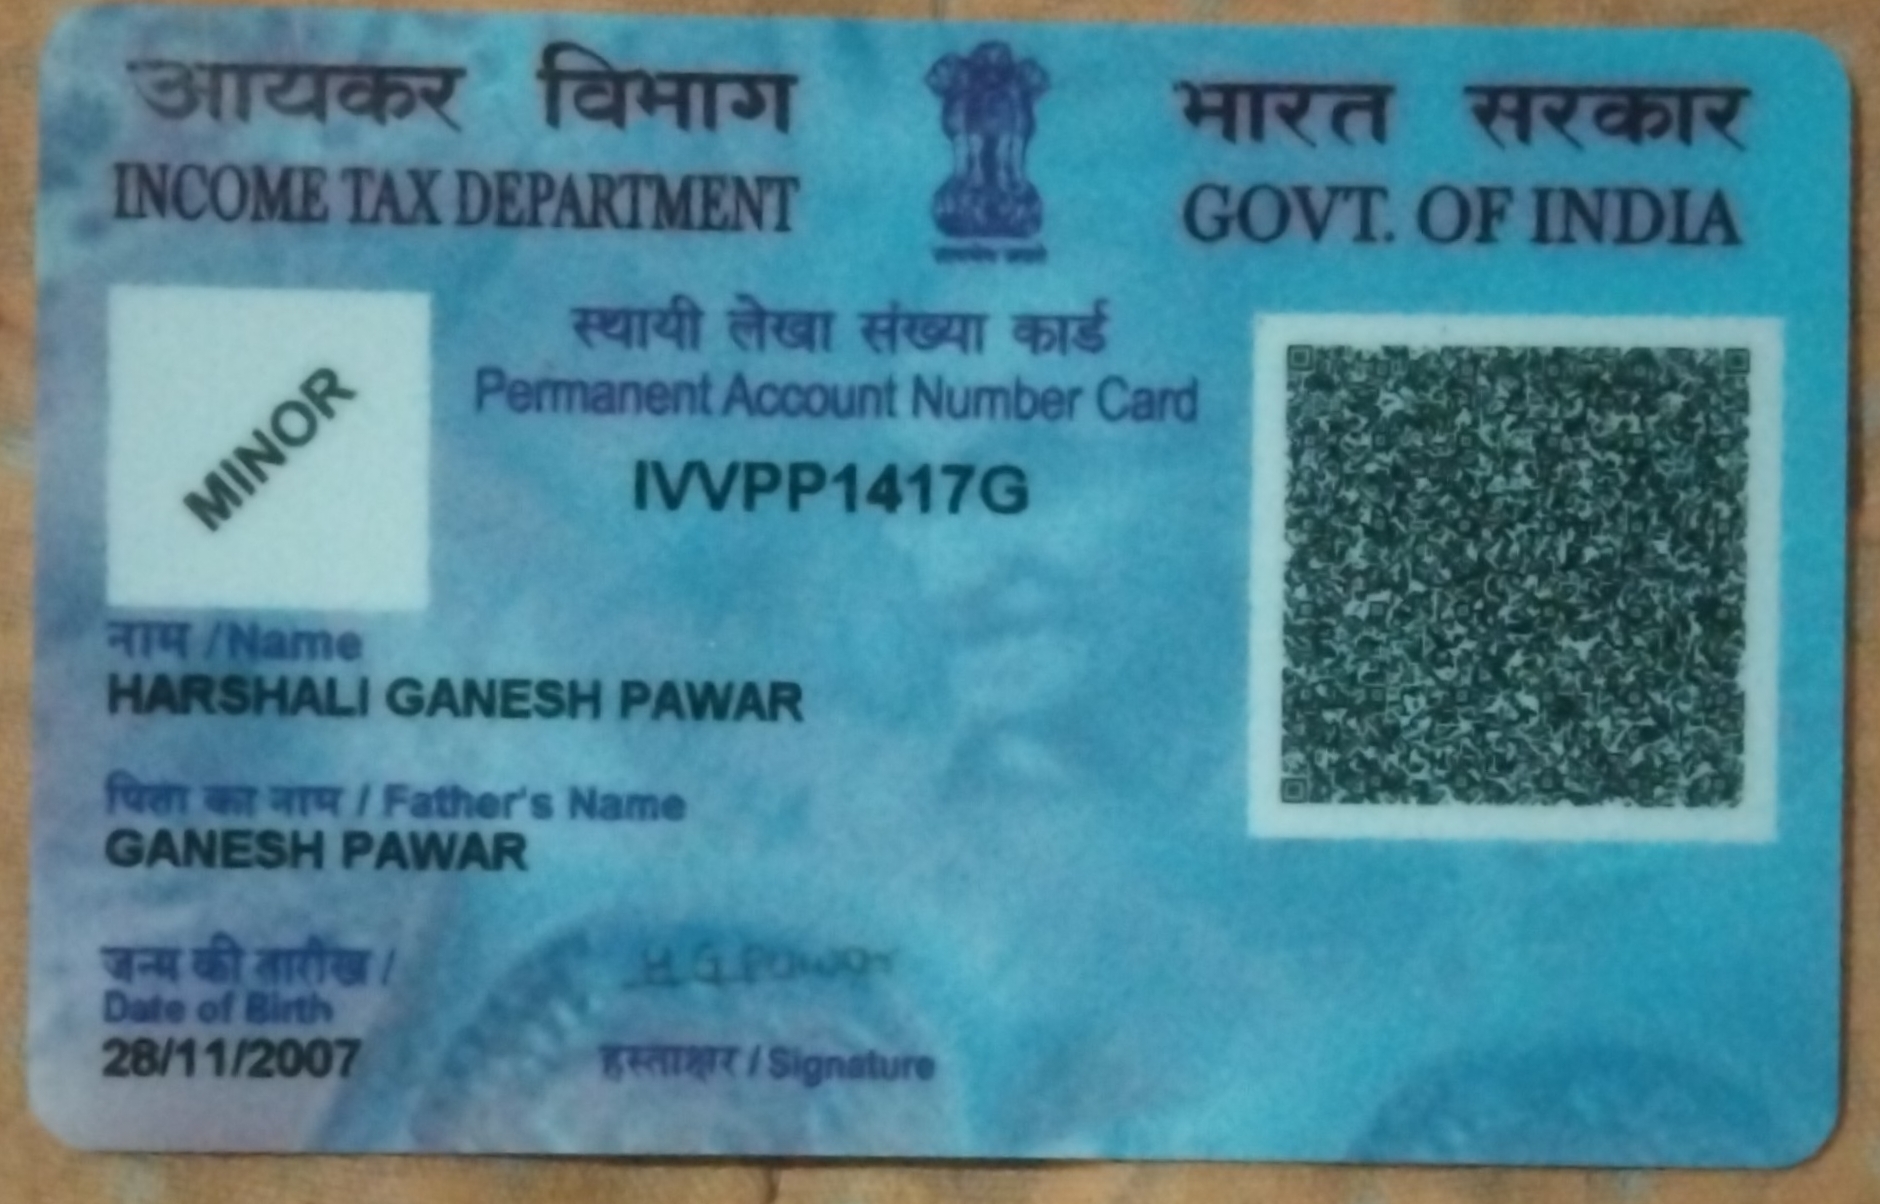 आयकर विभाग
INCOME TAX DEPARTMENT
भारत सरकार
GOVT. OF INDIA
स्थायी लेखा संख्या कार्ड
Permanent Account Number Card
IVVPP1417G
MINOR
नाम /Name
HARSHALI GANESH PAWAR
पिता का नाम / Father's Name
GANESH PAWAR
जन्म की तारीख /
Date of Birth
28/11/2007
H G Pawar
हस्ताक्षर / Signature